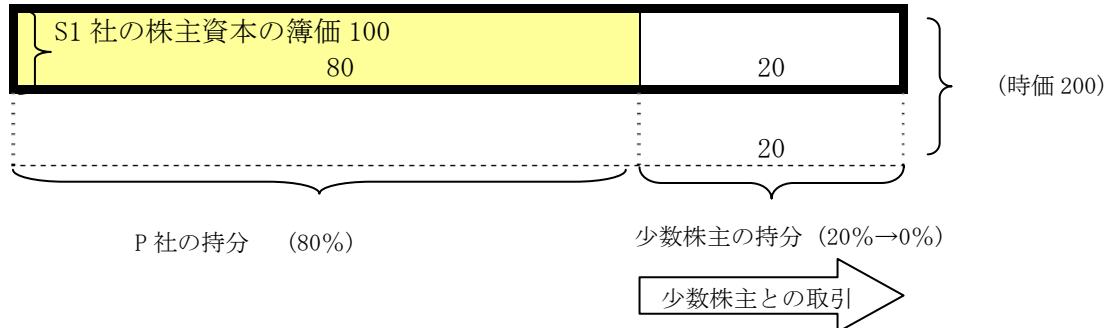 S1 社の株主資本の簿価 100
80
20
(時価 200)
20
P 社の持分 (80%)
少数株主の持分(20%→0%)
少数株主との取引